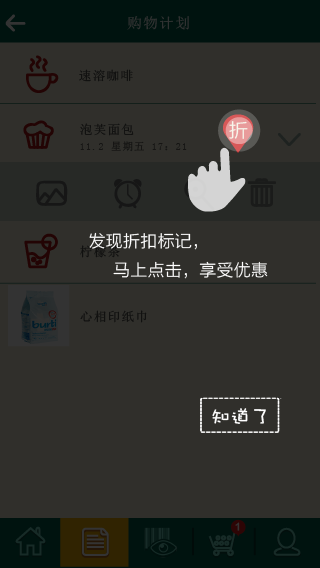 购物计划
速溶咖啡
泡芙面包
折
11.2 星期五 17:21
发现折扣标记,
柠檬茶
马上点击，享受优惠
burti
心相印纸巾
知道了
1